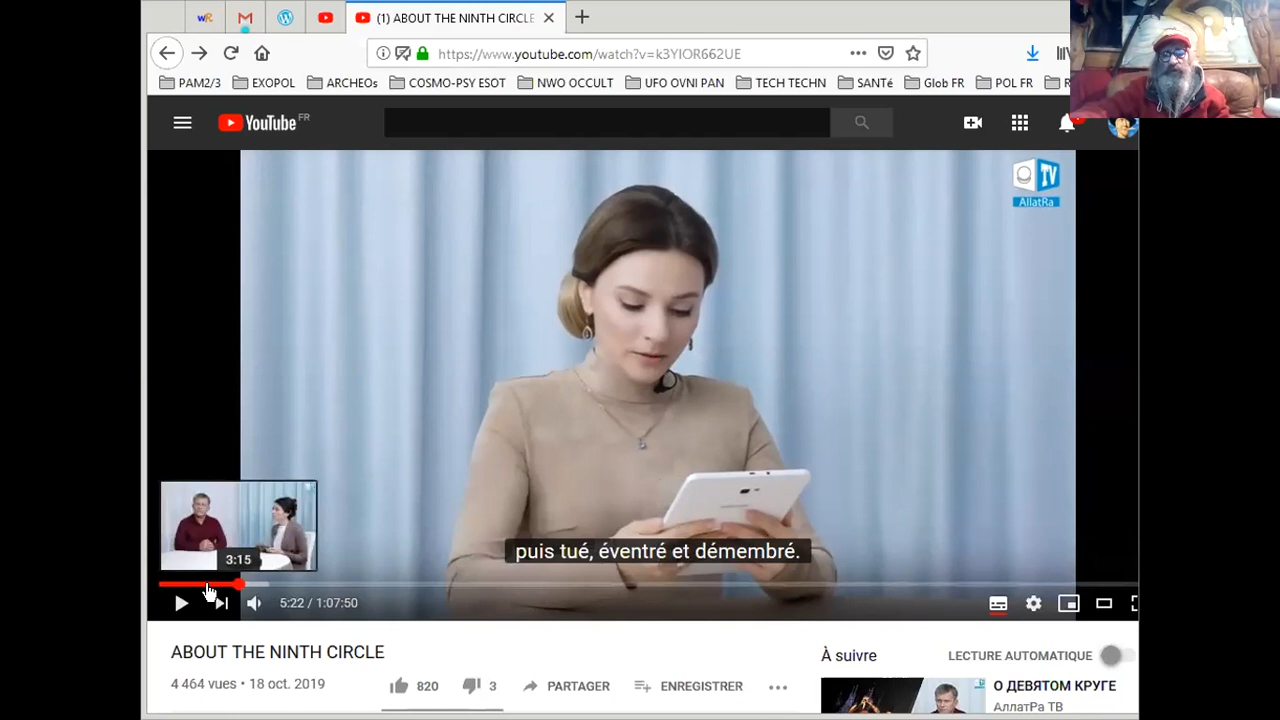 (1) ABOUT THE NINTH CIRCLE
https://www.youtube.com/watch?v=k3YIOR662UE
PAM2/3 EXOPOL ARCHEOs COSMO-PSY ESOT NWO OCCULT UFO OVNI PAN TECH TECHN SANTé Glob FR POL FR
YouTube FR
TV
AllatRa
puis tué, éventré et démembré.
3:15
5:22 / 1:07:50
ABOUT THE NINTH CIRCLE
4 464 vues • 18 oct. 2019
820 3 PARTAGER ENREGISTRER
À suivre LECTURE AUTOMATIQUE
О ДЕВЯТОМ КРУГЕ
АллатРа ТВ